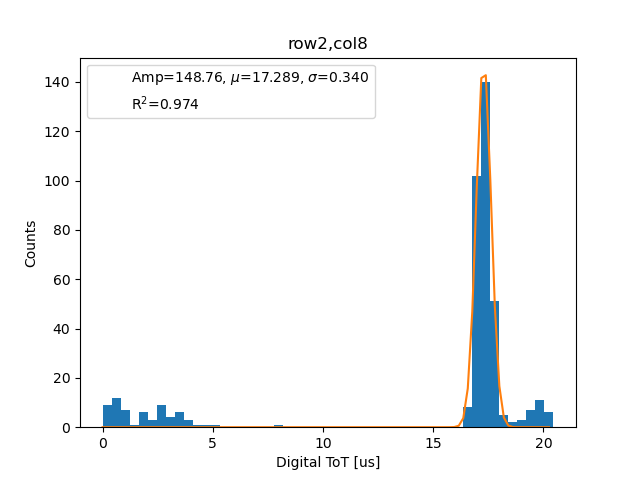 row2,col8
Amp=148.76, μ=17.289, σ=0.340
R²=0.974
140
120
100
80
60
40
20
0
Counts
0 5 10 15 20
Digital ToT [us]